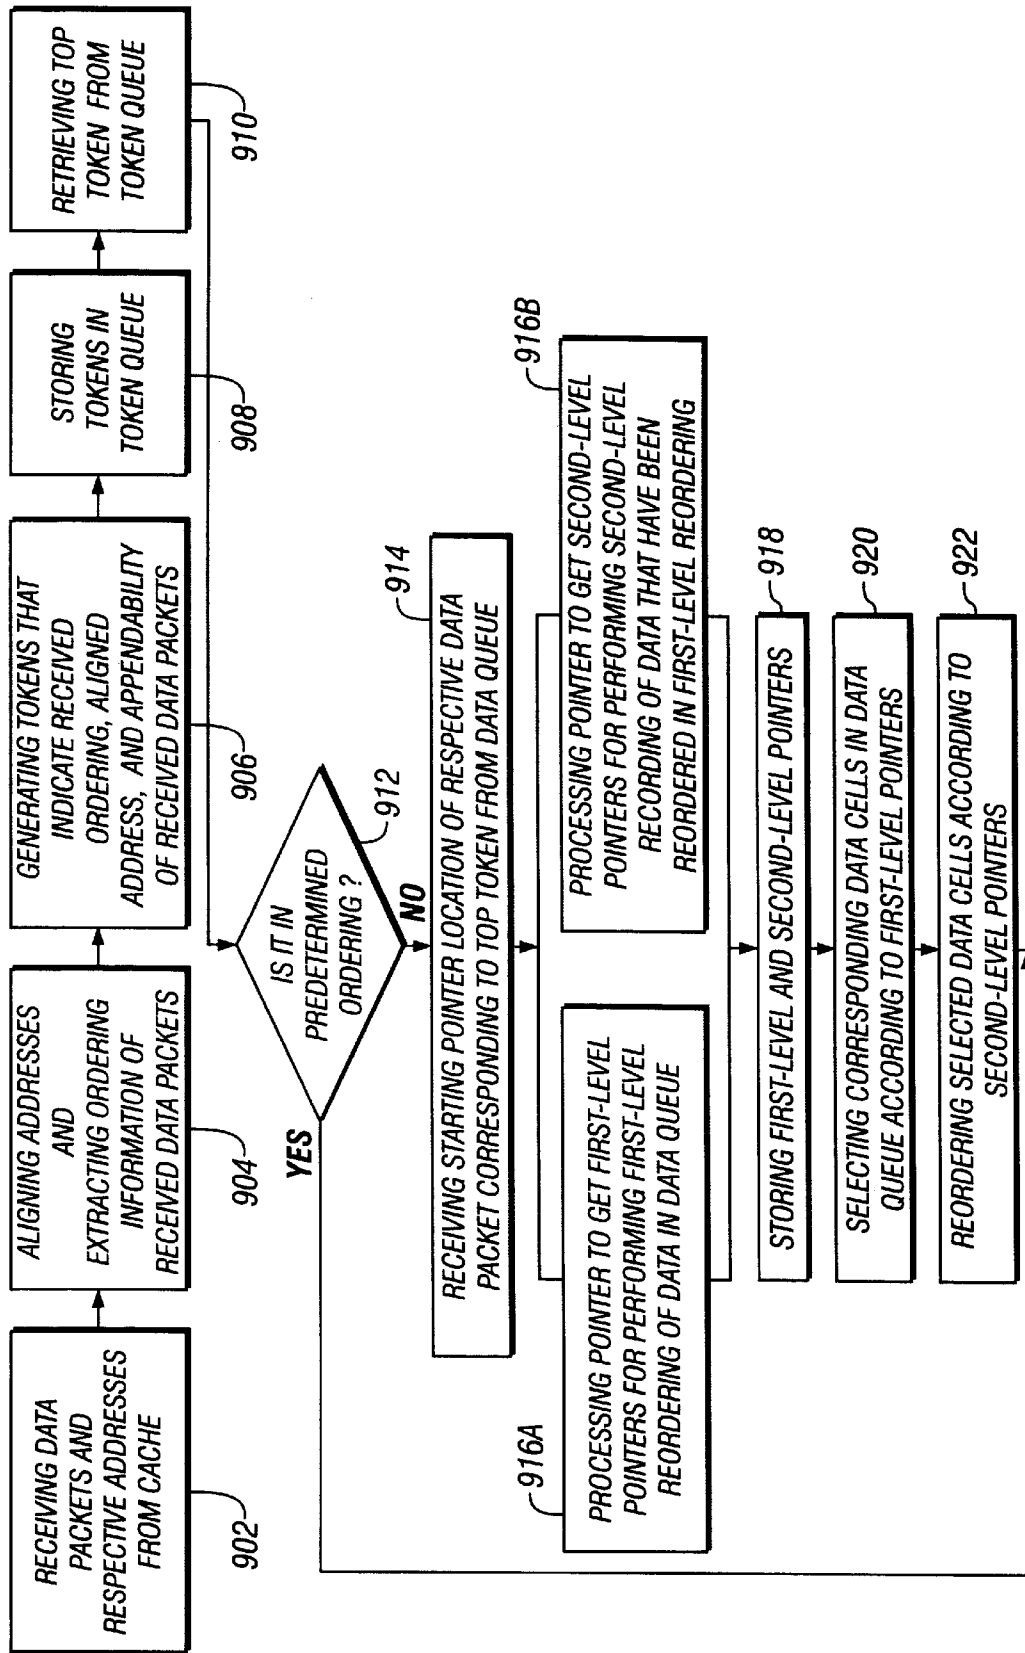 RECEIVING DATA
PACKETS AND
RESPECTIVE ADDRESSES
FROM CACHE
902
ALIGNING ADDRESSES
AND
EXTRACTING ORDERING
INFORMATION OF
RECEIVED DATA PACKETS
904
GENERATING TOKENS THAT
INDICATE RECEIVED
ORDERING, ALIGNED
ADDRESS, AND APPENDABILITY
OF RECEIVED DATA PACKETS
906
STORING
TOKENS IN
TOKEN QUEUE
908
RETRIEVING TOP
TOKEN FROM
TOKEN QUEUE
910
IS IT IN
PREDETERMINED
ORDERING ?
912
YES
NO
RECEIVING STARTING POINTER LOCATION OF RESPECTIVE DATA
PACKET CORRESPONDING TO TOP TOKEN FROM DATA QUEUE
914
916A
PROCESSING POINTER TO GET FIRST-LEVEL
POINTERS FOR PERFORMING FIRST-LEVEL
REORDERING OF DATA IN DATA QUEUE
916B
PROCESSING POINTER TO GET SECOND-LEVEL
POINTERS FOR PERFORMING SECOND-LEVEL
RECORDING OF DATA THAT HAVE BEEN
REORDERED IN FIRST-LEVEL REORDERING
STORING FIRST-LEVEL AND SECOND-LEVEL POINTERS
918
SELECTING CORRESPONDING DATA CELLS IN DATA
QUEUE ACCORDING TO FIRST-LEVEL POINTERS
920
REORDERING SELECTED DATA CELLS ACCORDING TO
SECOND-LEVEL POINTERS
922